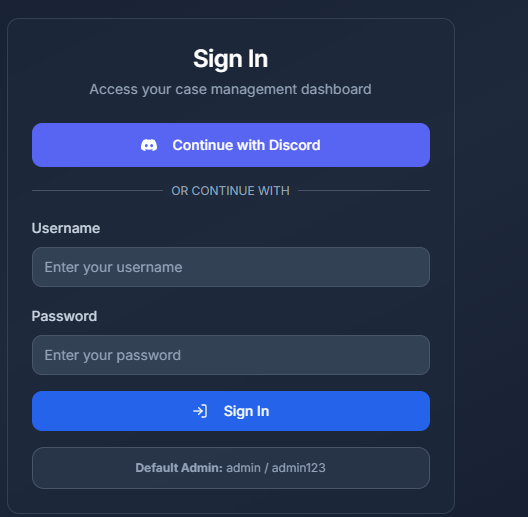 Sign In
Access your case management dashboard
Continue with Discord
OR CONTINUE WITH
Username
Enter your username
Password
Enter your password
Sign In
Default Admin: admin / admin123